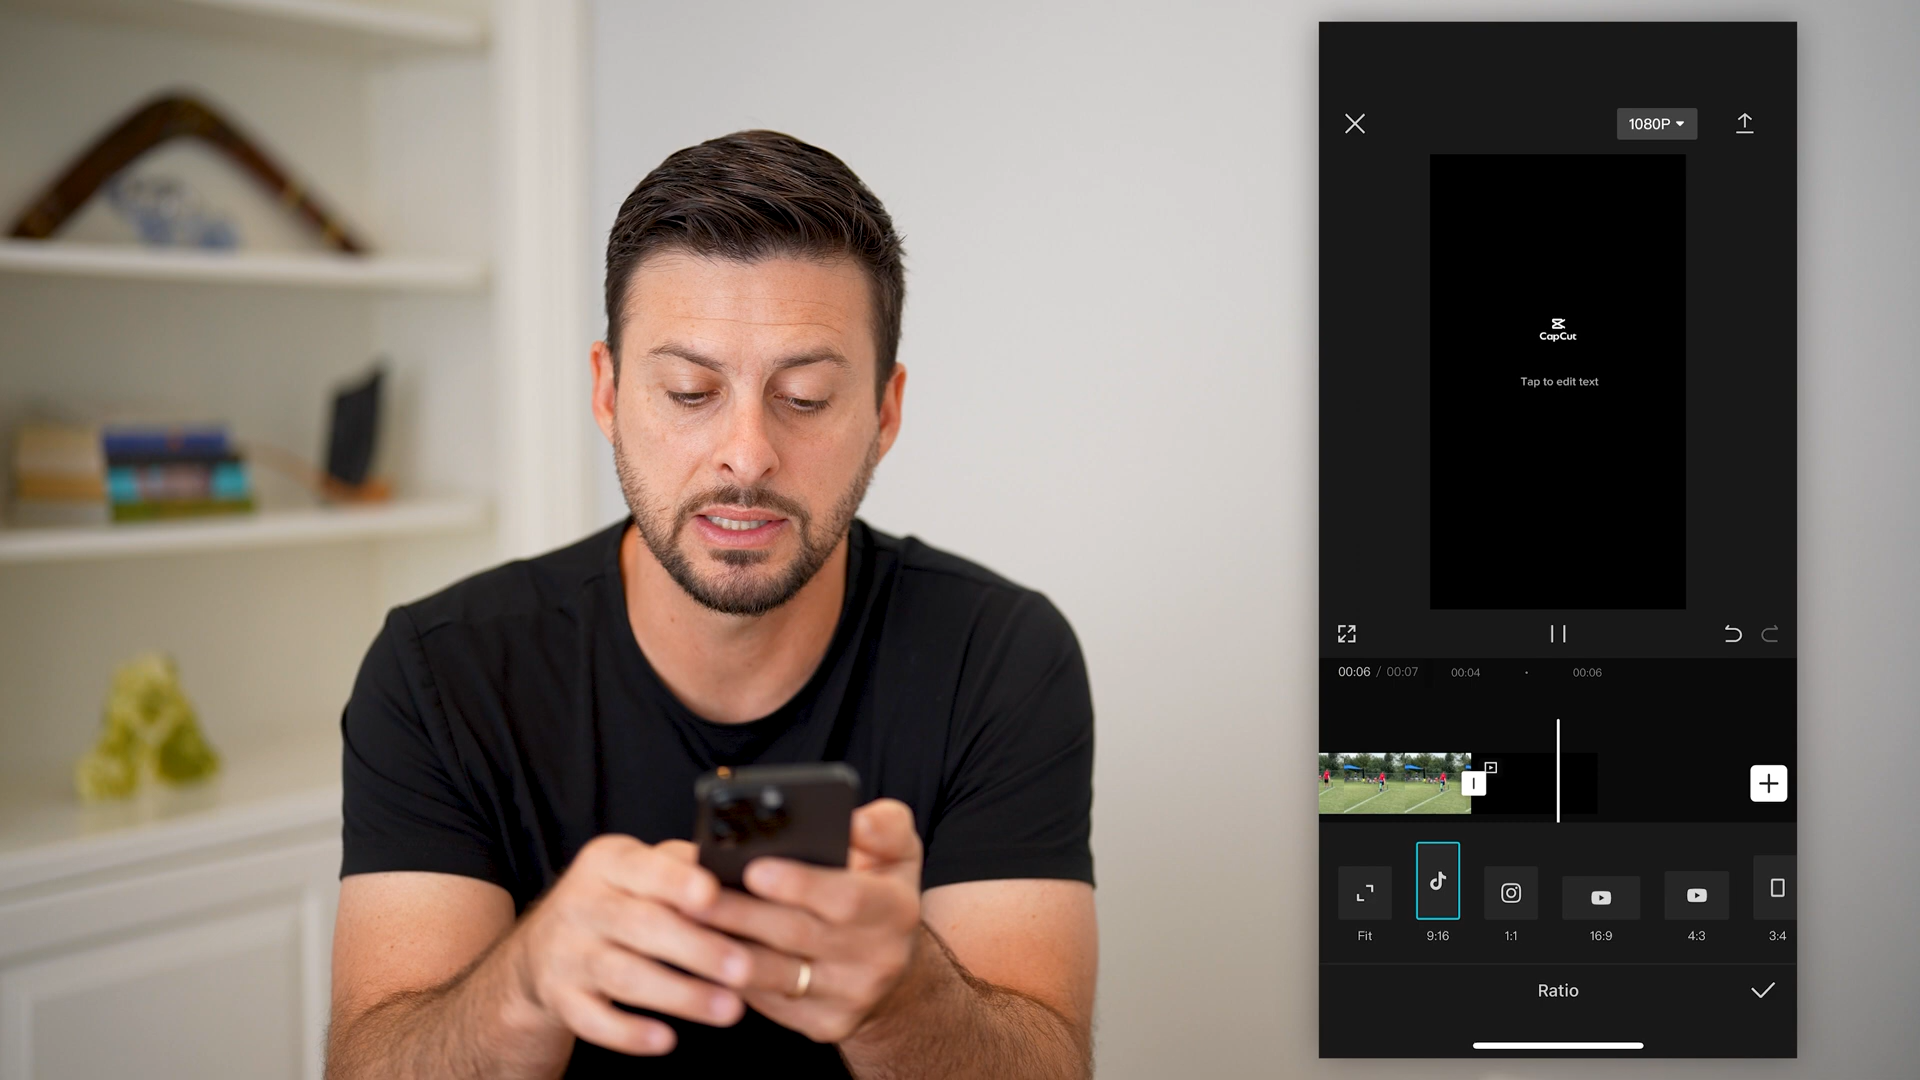 1080P
CapCut
Tap to edit text
00:06 / 00:07 00:04 00:06
Fit 9:16 1:1 16:9 4:3 3:4
Ratio